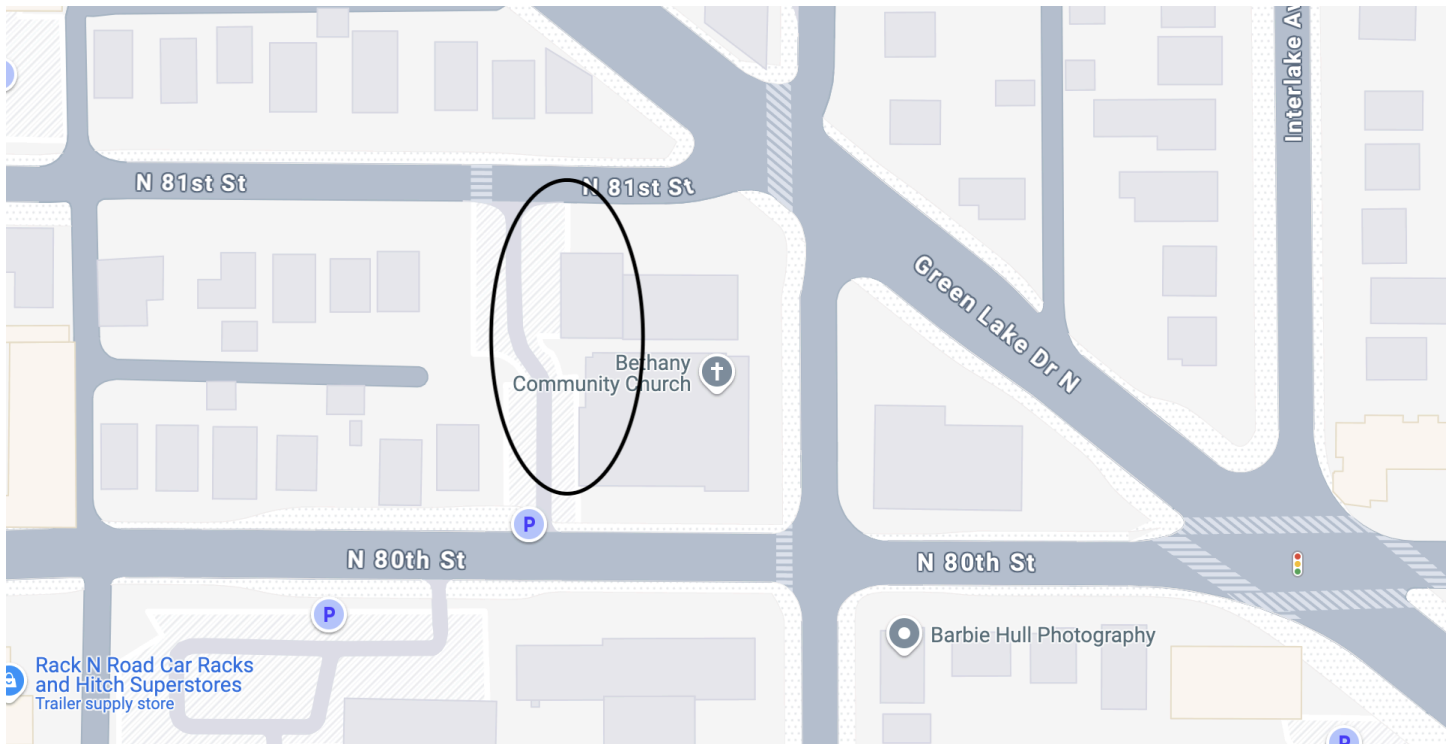 Interlake Av
N 81st St
N 81st St
Green Lake Dr N
Bethany
Community Church
P
N 80th St
N 80th St
P
Barbie Hull Photography
Rack N Road Car Racks
and Hitch Superstores
Trailer supply store
P